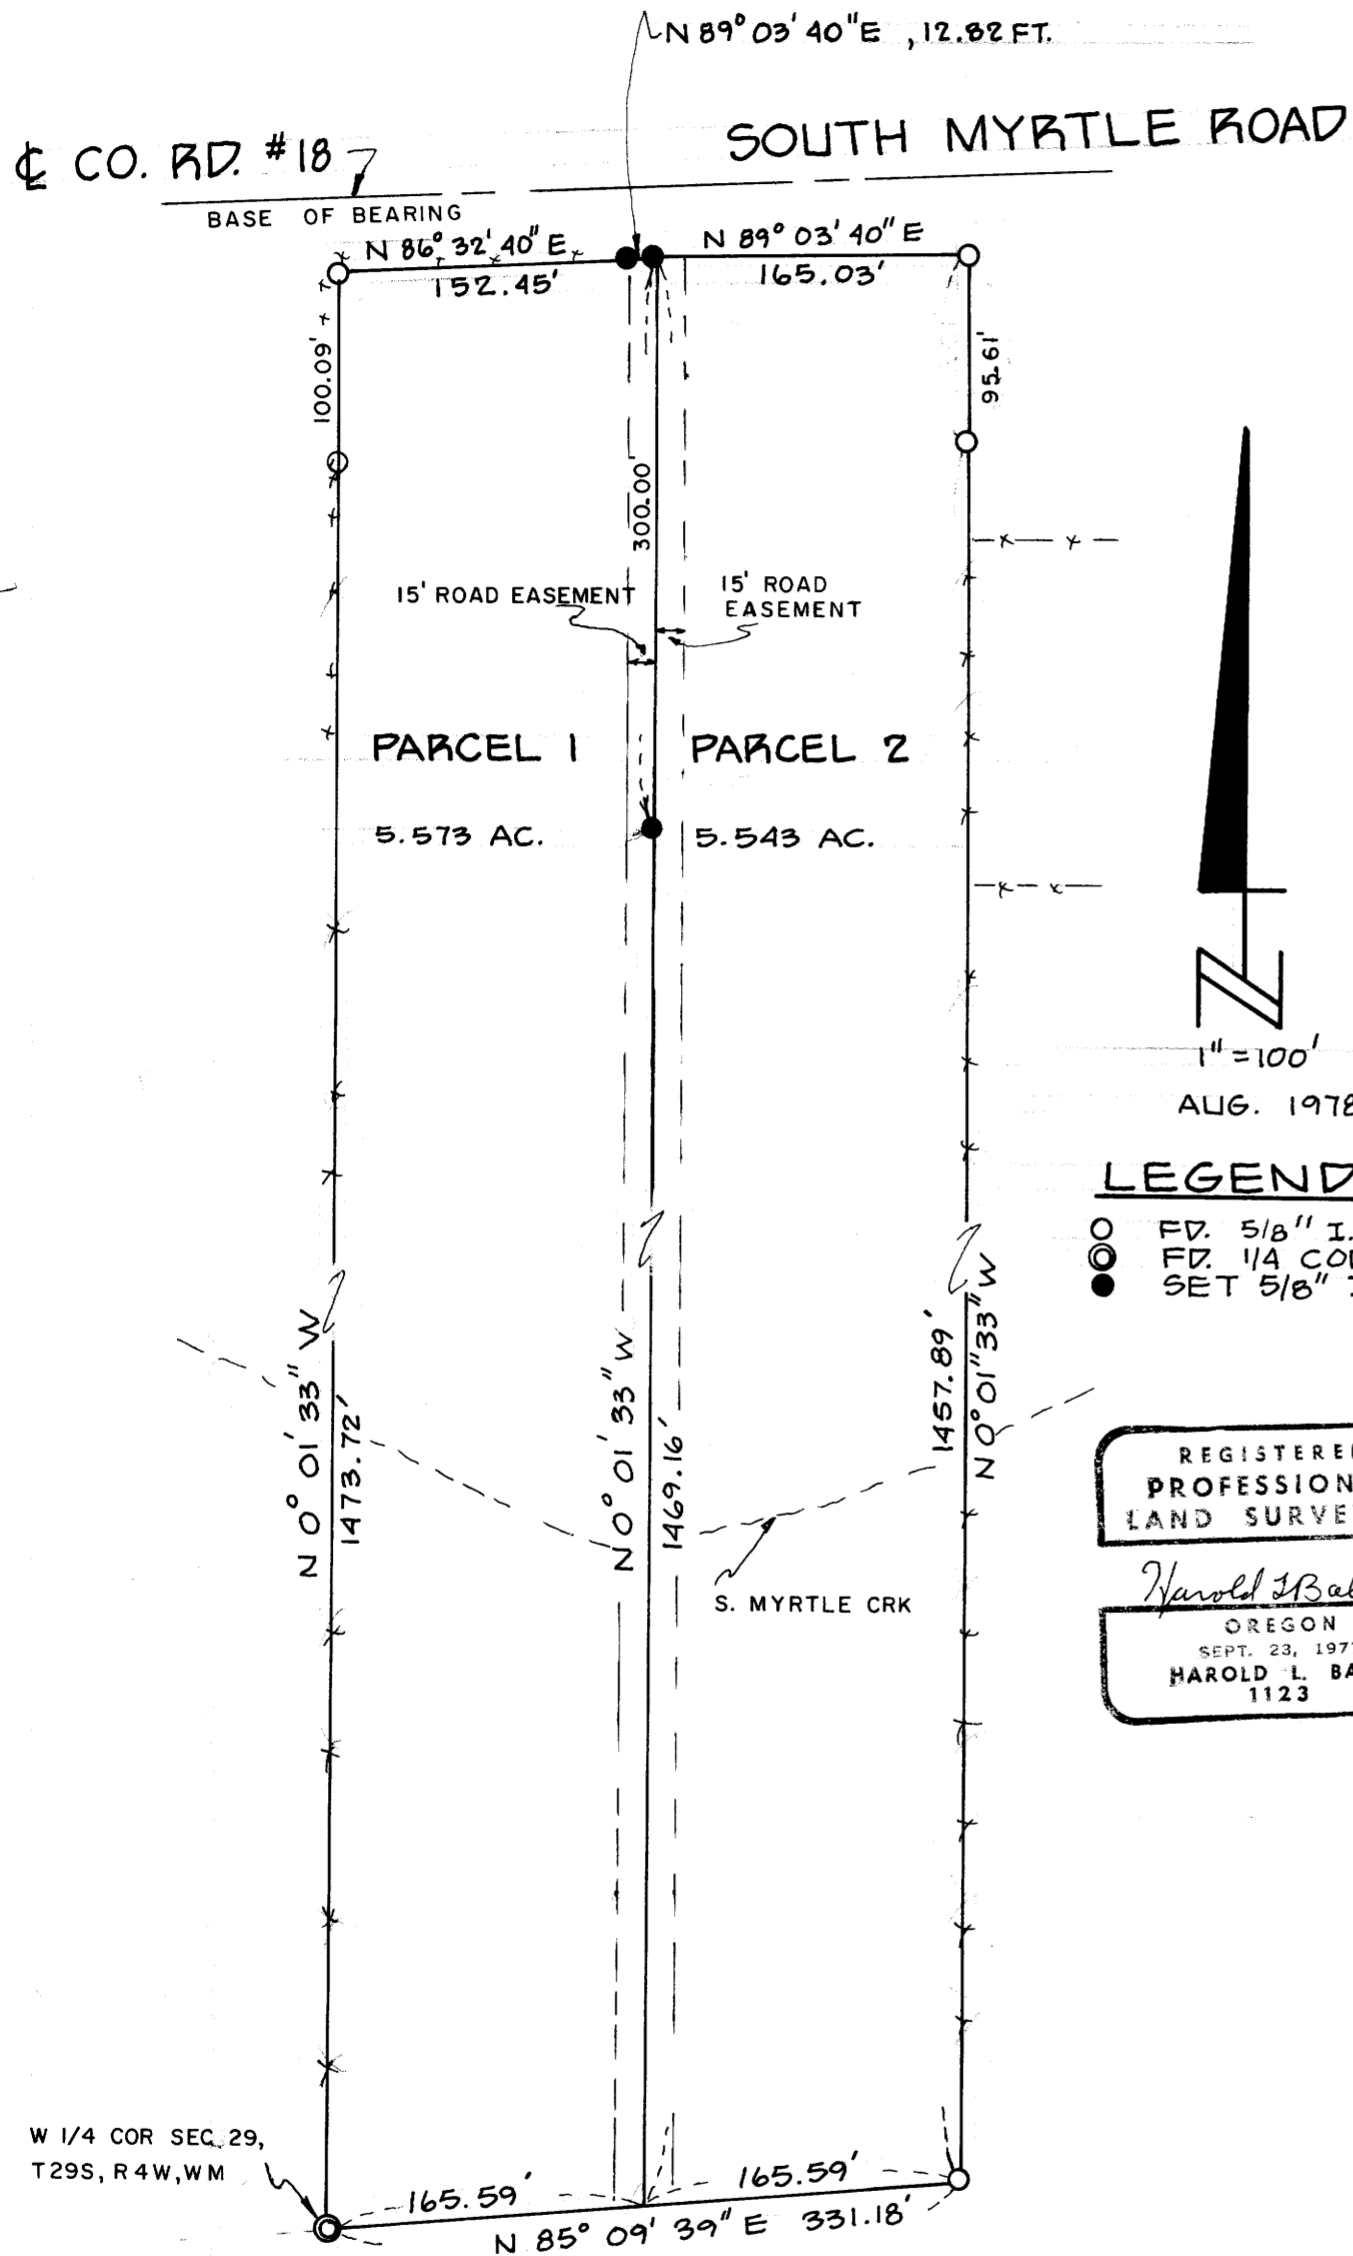 N 89° 03' 40" E , 12.82 FT.
℄ CO. RD. #18
SOUTH MYRTLE ROAD
BASE OF BEARING
N 86° 32' 40" E
152.45'
N 89° 03' 40" E
165.03'
100.09'
95.61'
300.00'
15' ROAD EASEMENT
15' ROAD
EASEMENT
PARCEL 1
PARCEL 2
5.573 AC.
5.543 AC.
N
1" = 100'
AUG. 1978
LEGEND
FD. 5/8" I.
FD. 1/4 COR
SET 5/8" I
N 0° 01' 33" W
1473.72'
N 0° 01' 33" W
1469.16'
1457.89'
N 0° 01" 33" W
S. MYRTLE CRK
REGISTERED
PROFESSION
LAND SURVE
Harold L Ba
OREGON
SEPT. 23, 197
HAROLD L. BA
1123
W 1/4 COR SEC. 29,
T29S, R4W, WM
165.59'
165.59'
N 85° 09' 39" E 331.18'